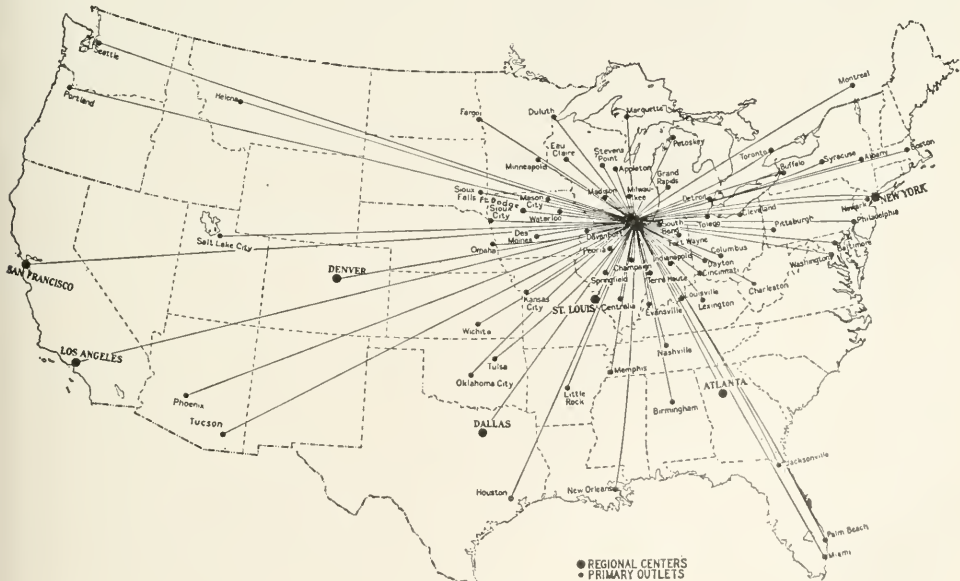 Seattle
Portland
Helena
Fargo
Duluth
Marquette
Montreal
Eau
Claire
Stevens
Point
Appleton
Petoskey
Minneapolis
Grand
Rapids
Toronto
Buffalo
Syracuse
Albany
Boston
Sioux
Falls
Ft. Dodge
Mason
City
Madison
Milwau-
kee
Detroit
Newark
NEW YORK
Sioux
City
Waterloo
Toledo
Cleveland
Philadelphia
Salt Lake City
Omaha
Des
Moines
Davenport
South
Bend
Fort Wayne
Pittsburgh
Baltimore
Peoria
Indianapolis
Columbus
Dayton
Washington
SAN FRANCISCO
DENVER
Champaign
Springfield
Terre Haute
Cincinnati
Charleston
Kansas
City
ST. LOUIS
Centralia
Evansville
Louisville
Lexington
Wichita
LOS ANGELES
Tulsa
Oklahoma City
Nashville
Memphis
Little
Rock
ATLANTA
Birmingham
Phoenix
Tucson
DALLAS
Jacksonville
Houston
New Orleans
Palm Beach
Miami
REGIONAL CENTERS
PRIMARY OUTLETS